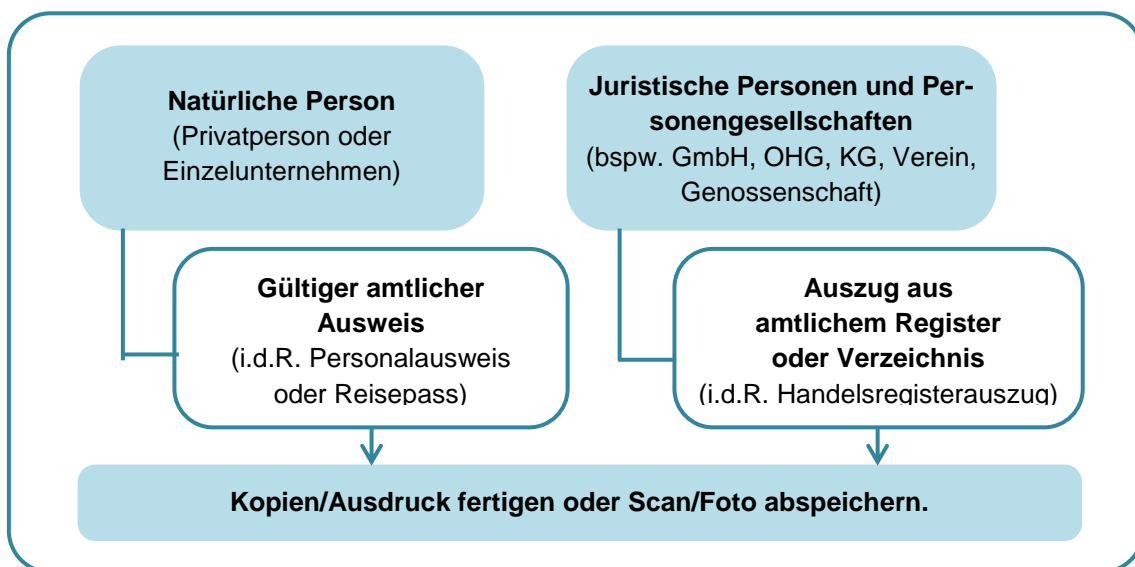 Natürliche Person
(Privatperson oder
Einzelunternehmen)
Juristische Personen und Per-
sonengesellschaften
(bspw. GmbH, OHG, KG, Verein,
Genossenschaft)
Gültiger amtlicher
Ausweis
(i.d.R. Personalausweis
oder Reisepass)
Auszug aus
amtlichem Register
oder Verzeichnis
(i.d.R. Handelsregisterauszug)
Kopien/Ausdruck fertigen oder Scan/Foto abspeichern.